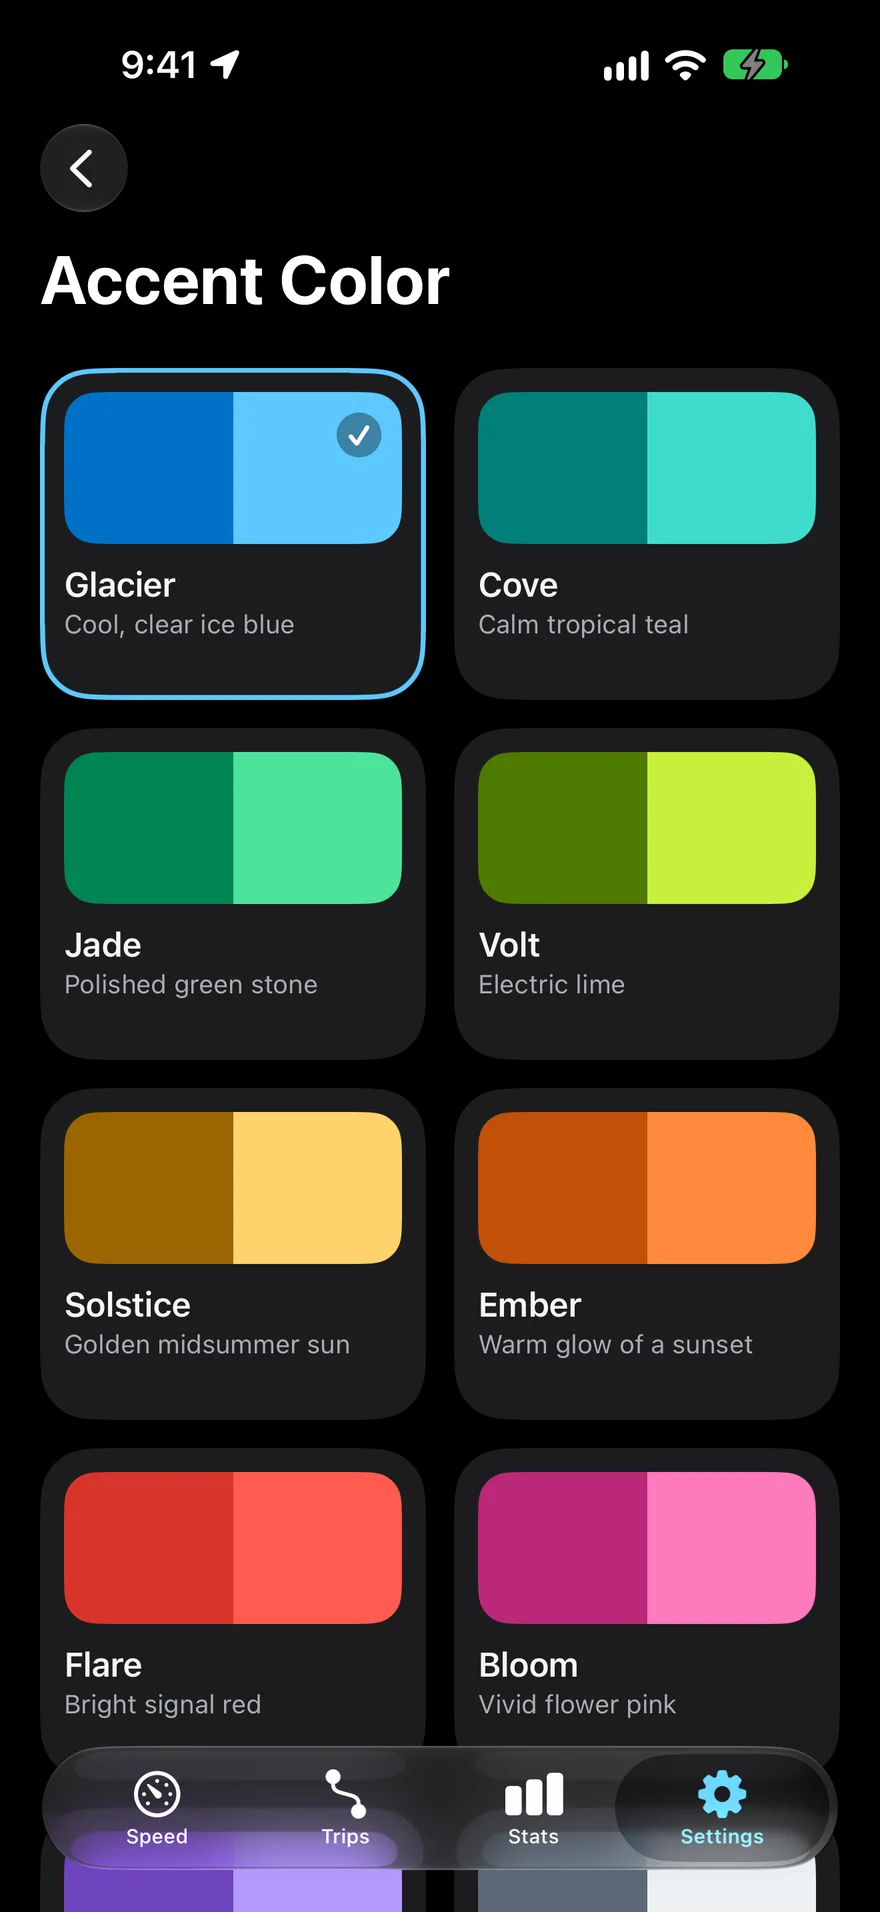 9:41
Accent Color
Glacier
Cool, clear ice blue
Cove
Calm tropical teal
Jade
Polished green stone
Volt
Electric lime
Solstice
Golden midsummer sun
Ember
Warm glow of a sunset
Flare
Bright signal red
Bloom
Vivid flower pink
Speed
Trips
Stats
Settings